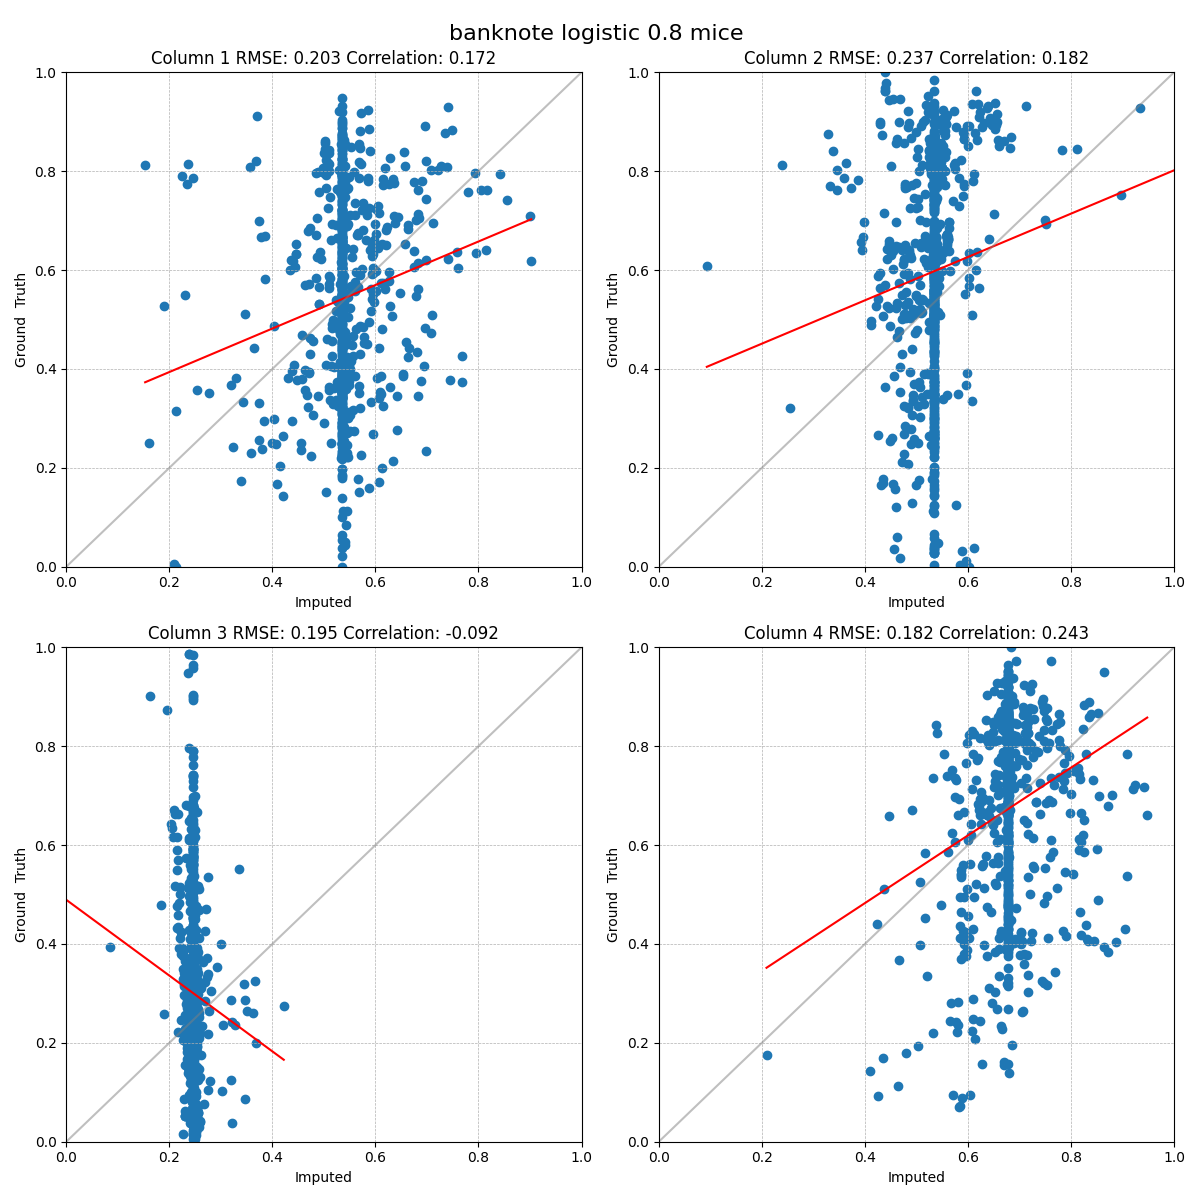 banknote logistic 0.8 mice
Column 1 RMSE: 0.203 Correlation: 0.172
1.0
0.8
0.6
0.4
0.2
0.0
Ground Truth
0.0 0.2 0.4 0.6 0.8 1.0
Imputed
Column 2 RMSE: 0.237 Correlation: 0.182
1.0
0.8
0.6
0.4
0.2
0.0
Ground Truth
0.0 0.2 0.4 0.6 0.8 1.0
Imputed
Column 3 RMSE: 0.195 Correlation: -0.092
1.0
0.8
0.6
0.4
0.2
0.0
Ground Truth
0.0 0.2 0.4 0.6 0.8 1.0
Imputed
Column 4 RMSE: 0.182 Correlation: 0.243
1.0
0.8
0.6
0.4
0.2
0.0
Ground Truth
0.0 0.2 0.4 0.6 0.8 1.0
Imputed